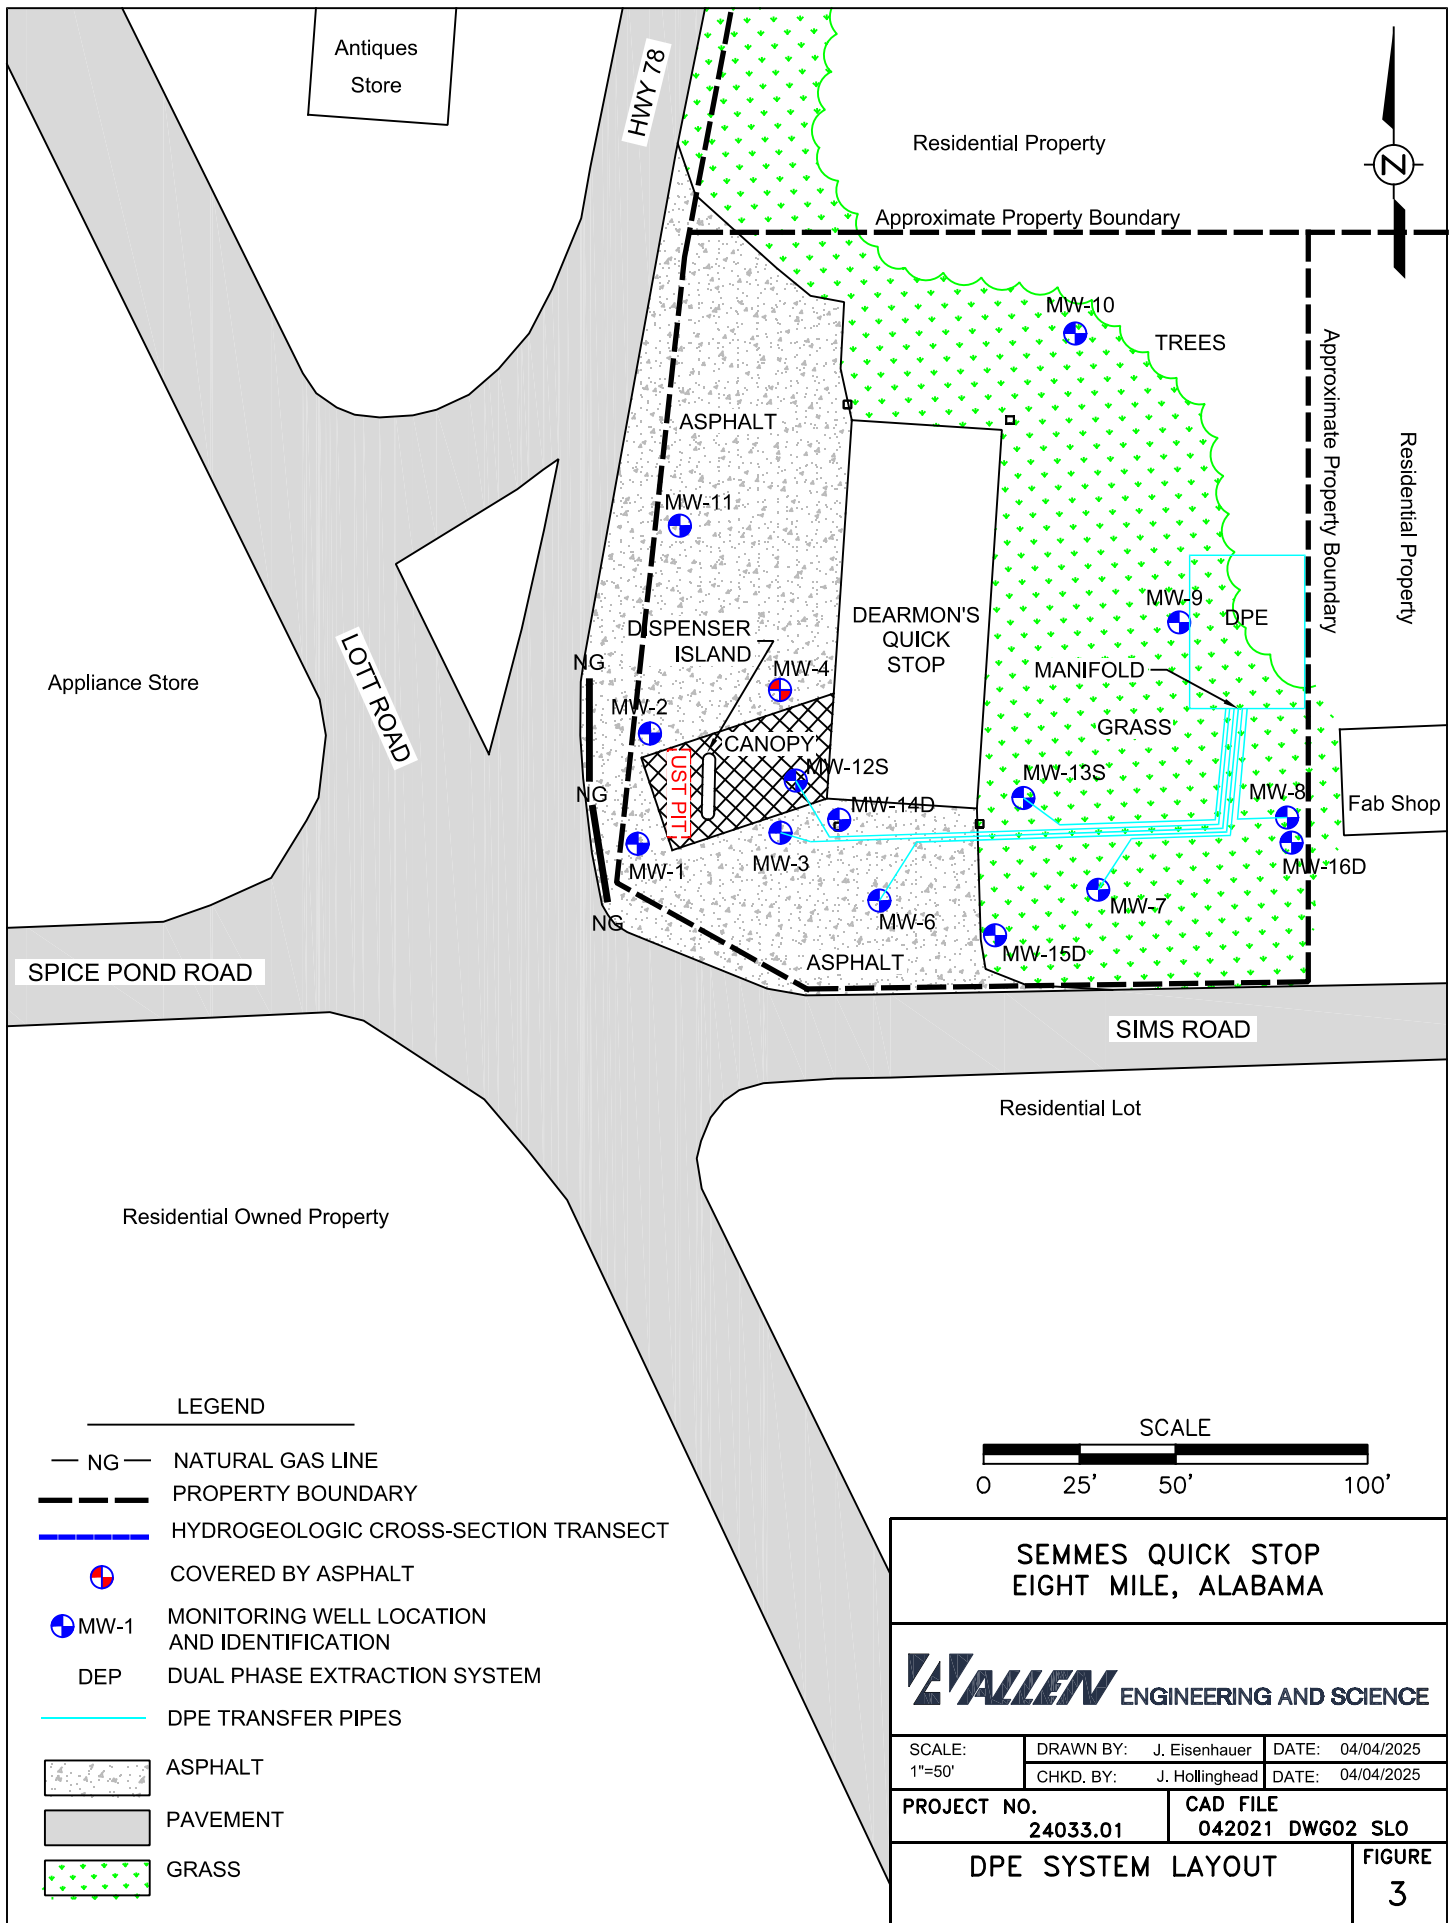 Antiques
Store
HWY 78
Residential Property
Approximate Property Boundary
N
MW-10
TREES
Approximate Property Boundary
Residential Property
ASPHALT
MW-11
DEARMON'S
QUICK
STOP
MW-9
DPE
DISPENSER
ISLAND
MW-4
MANIFOLD
GRASS
NG
LOTT ROAD
Appliance Store
MW-2
CANOPY
UST PIT
MW-12S
MW-13S
MW-14D
MW-8
Fab Shop
NG
MW-1
MW-3
MW-16D
MW-7
MW-6
NG
MW-15D
ASPHALT
SPICE POND ROAD
SIMS ROAD
Residential Lot
Residential Owned Property
LEGEND
NG NATURAL GAS LINE
PROPERTY BOUNDARY
HYDROGEOLOGIC CROSS-SECTION TRANSECT
COVERED BY ASPHALT
MW-1 MONITORING WELL LOCATION
AND IDENTIFICATION
DEP DUAL PHASE EXTRACTION SYSTEM
DPE TRANSFER PIPES
ASPHALT
PAVEMENT
GRASS
SCALE
0 25' 50' 100'
SEMMES QUICK STOP
EIGHT MILE, ALABAMA
ALLEN ENGINEERING AND SCIENCE
SCALE:
1"=50'
DRAWN BY: J. Eisenhauer DATE: 04/04/2025
CHKD. BY: J. Hollinghead DATE: 04/04/2025
PROJECT NO.
24033.01
CAD FILE
042021 DWG02 SLO
DPE SYSTEM LAYOUT
FIGURE
3